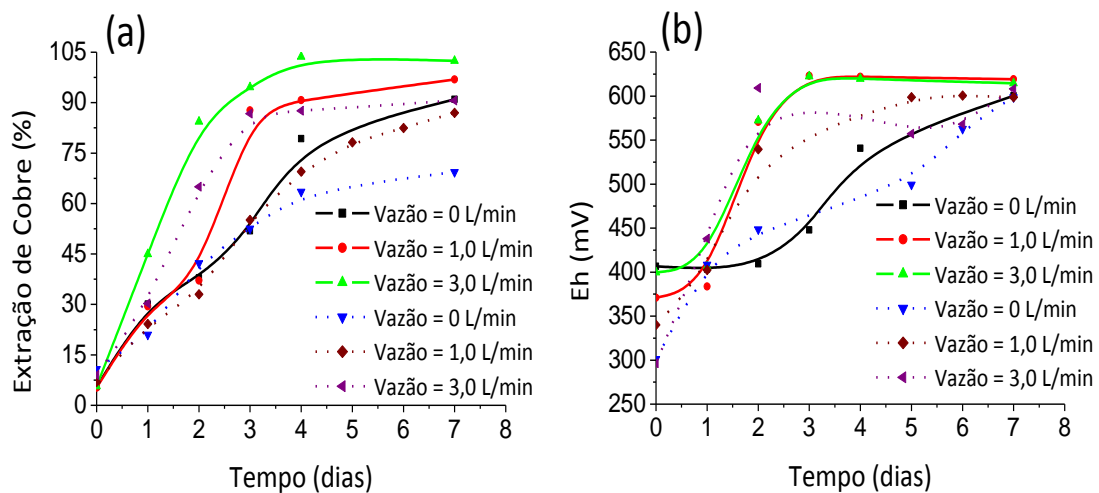 (a)
Extração de Cobre (%)
105
90
75
60
45
30
15
0
0 1 2 3 4 5 6 7 8
Tempo (dias)
Vazão = 0 L/min
Vazão = 1,0 L/min
Vazão = 3,0 L/min
Vazão = 0 L/min
Vazão = 1,0 L/min
Vazão = 3,0 L/min
(b)
Eh (mV)
650
600
550
500
450
400
350
300
250
0 1 2 3 4 5 6 7 8
Tempo (dias)
Vazão = 0 L/min
Vazão = 1,0 L/min
Vazão = 3,0 L/min
Vazão = 0 L/min
Vazão = 1,0 L/min
Vazão = 3,0 L/min